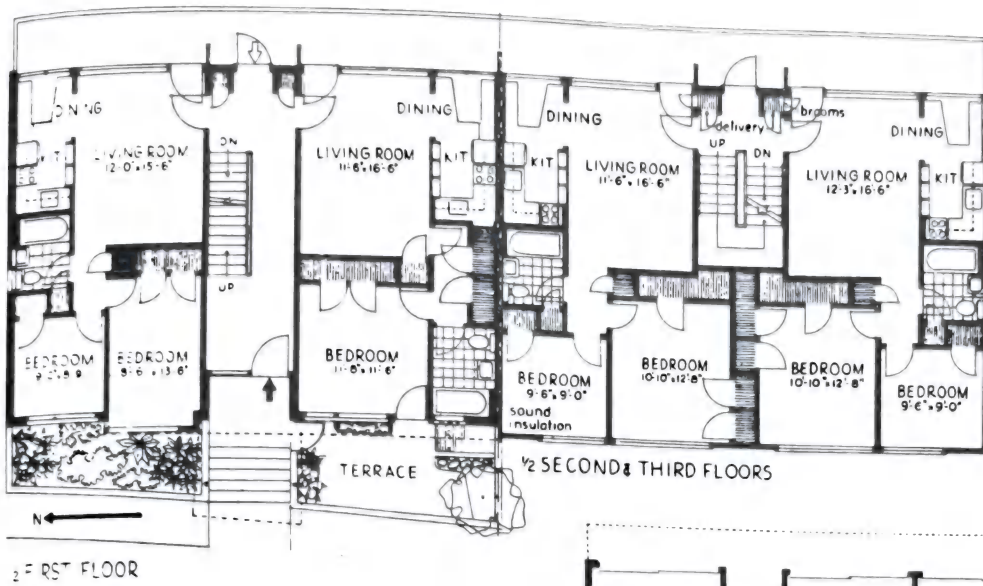 DINING
KIT
LIVING ROOM
12'-0" x 15'-6"
DN
UP
BEDROOM
BEDROOM
8'-6" x 13'-6"
LIVING ROOM
11'-8" x 16'-6"
DINING
KIT
BEDROOM
11'-8" x 11'-6"
TERRACE
N
FIRST FLOOR
DINING
KIT
LIVING ROOM
11'-6" x 16'-6"
delivery
UP
DN
brooms
LIVING ROOM
12'-3" x 16'-6"
DINING
KIT
BEDROOM
9'-6" x 9'-0"
sound
insulation
BEDROOM
10'-10" x 12'-8"
BEDROOM
10'-10" x 12'-8"
BEDROOM
9'-6" x 9'-0"
1/2 SECOND & THIRD FLOORS